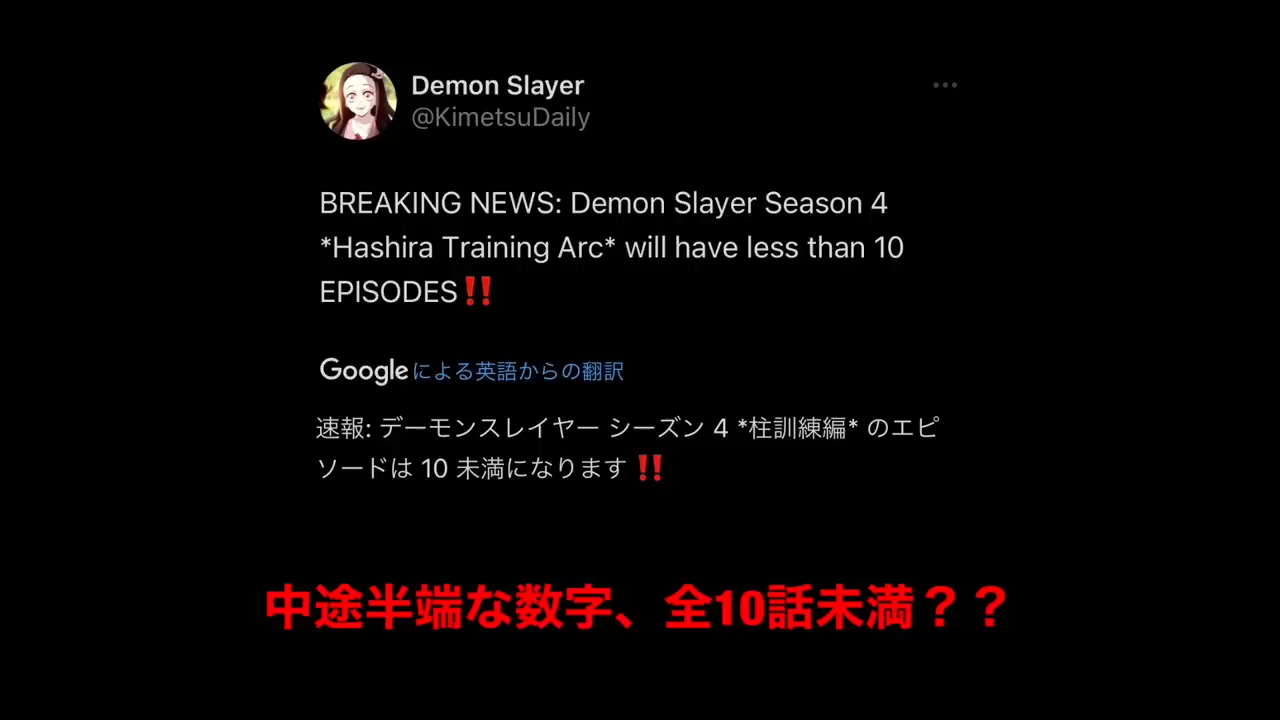 Demon Slayer
@KimetsuDaily
BREAKING NEWS: Demon Slayer Season 4
*Hashira Training Arc* will have less than 10
EPISODES‼️
Googleによる英語からの翻訳
速報: デーモンスレイヤー シーズン 4 *柱訓練編* のエピ
ソードは 10 未満になります ‼️
中途半端な数字、全10話未満？？